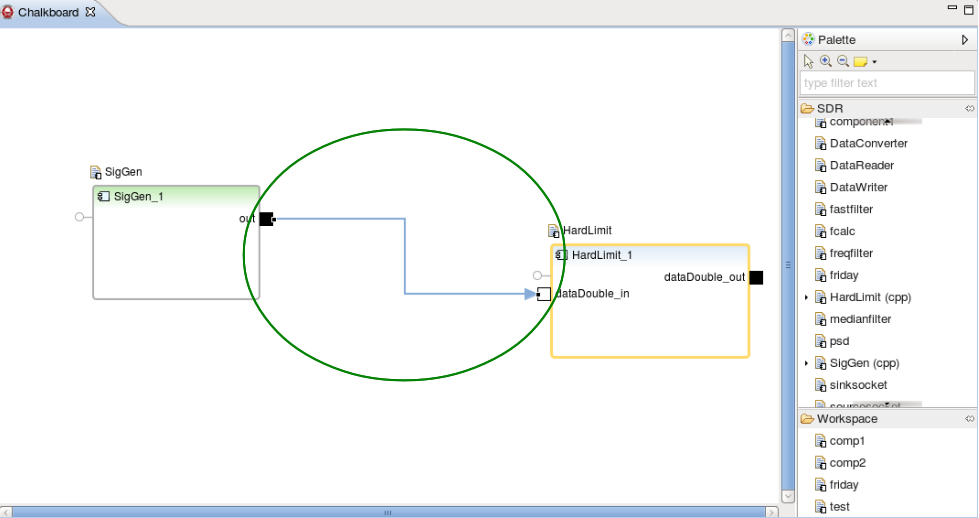 Chalkboard
SigGen
SigGen_1
out
HardLimit
HardLimit_1
dataDouble_out
dataDouble_in
Palette
type filter text
SDR
component
DataConverter
DataReader
DataWriter
fastfilter
fcalc
freqfilter
friday
HardLimit (cpp)
medianfilter
psd
SigGen (cpp)
sinksocket
sourcesocket
Workspace
comp1
comp2
friday
test